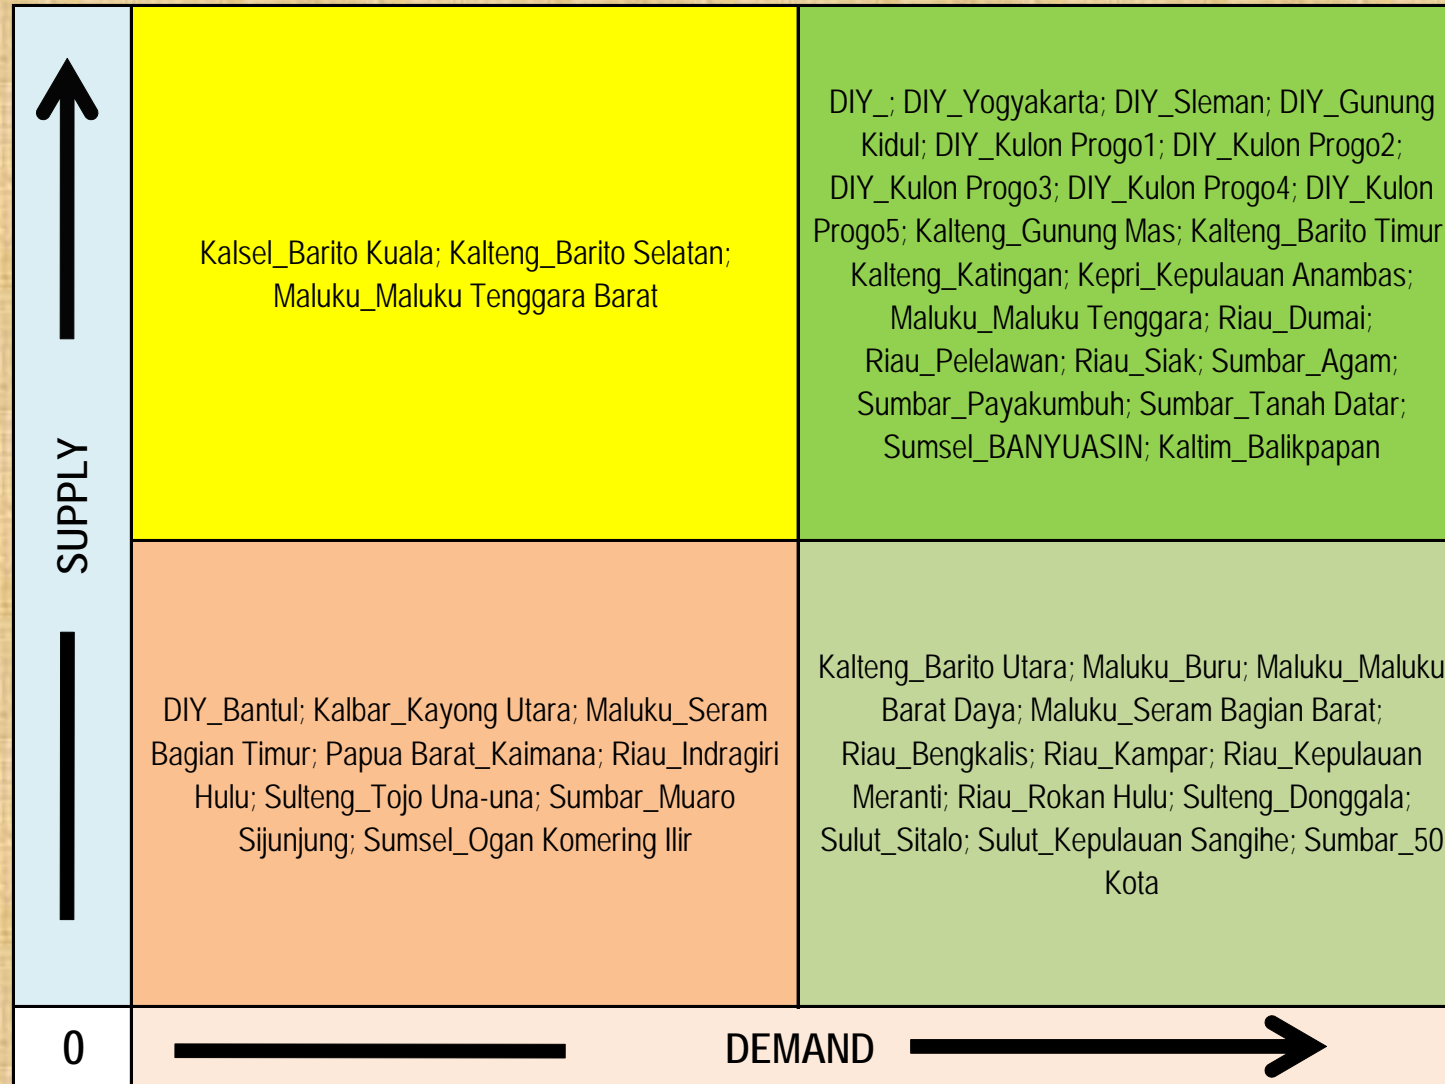 SUPPLY
Kalsel_Barito Kuala; Kalteng_Barito Selatan;
Maluku_Maluku Tenggara Barat
DIY_; DIY_Yogyakarta; DIY_Sleman; DIY_Gunung
Kidul; DIY_Kulon Progo1; DIY_Kulon Progo2;
DIY_Kulon Progo3; DIY_Kulon Progo4; DIY_Kulon
Progo5; Kalteng_Gunung Mas; Kalteng_Barito Timur
Kalteng_Katingan; Kepri_Kepulauan Anambas;
Maluku_Maluku Tenggara; Riau_Dumai;
Riau_Pelelawan; Riau_Siak; Sumbar_Agam;
Sumbar_Payakumbuh; Sumbar_Tanah Datar;
Sumsel_BANYUASIN; Kaltim_Balikpapan
DIY_Bantul; Kalbar_Kayong Utara; Maluku_Seram
Bagian Timur; Papua Barat_Kaimana; Riau_Indragiri
Hulu; Sulteng_Tojo Una-una; Sumbar_Muaro
Sijunjung; Sumsel_Ogan Komering Ilir
Kalteng_Barito Utara; Maluku_Buru; Maluku_Maluku
Barat Daya; Maluku_Seram Bagian Barat;
Riau_Bengkalis; Riau_Kampar; Riau_Kepulauan
Meranti; Riau_Rokan Hulu; Sulteng_Donggala;
Sulut_Sitalo; Sulut_Kepulauan Sangihe; Sumbar_50
Kota
0
DEMAND